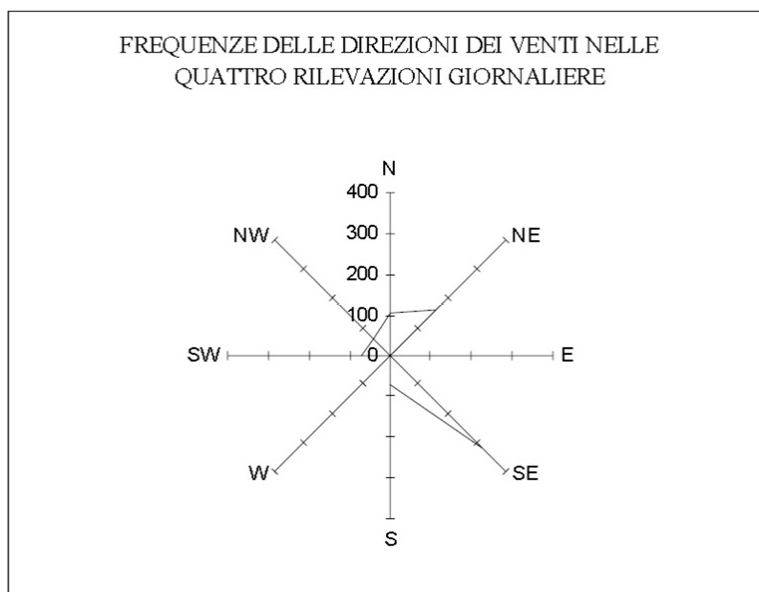 FREQUENZE DELLE DIREZIONI DEI VENTI NELLE
QUATTRO RILEVAZIONI GIORNALIERE
N
400
NW
NE
300
200
100
SW
0
E
W
SE
S